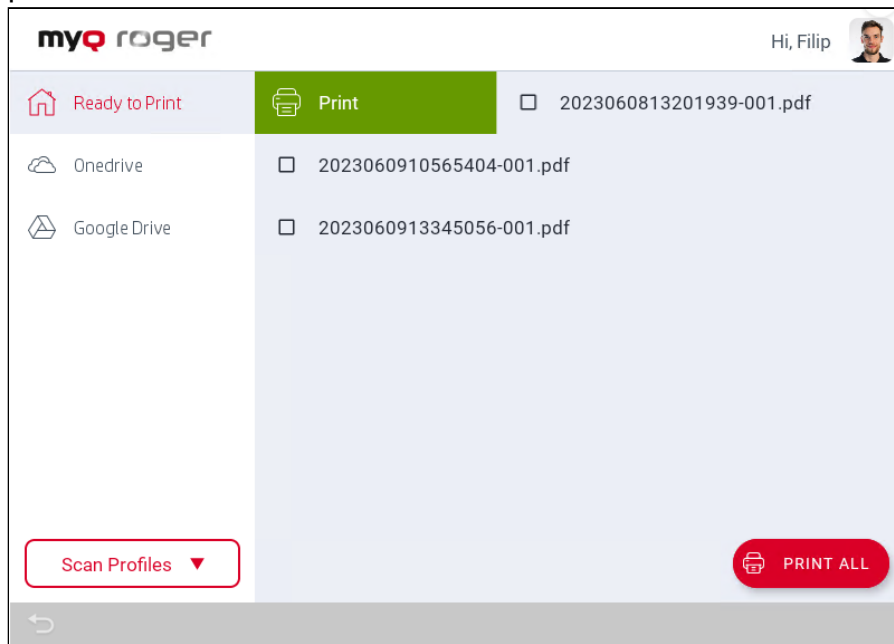 myQ roger
Hi, Filip
Ready to Print
Print
2023060813201939-001.pdf
Onedrive
2023060910565404-001.pdf
Google Drive
2023060913345056-001.pdf
Scan Profiles
PRINT ALL